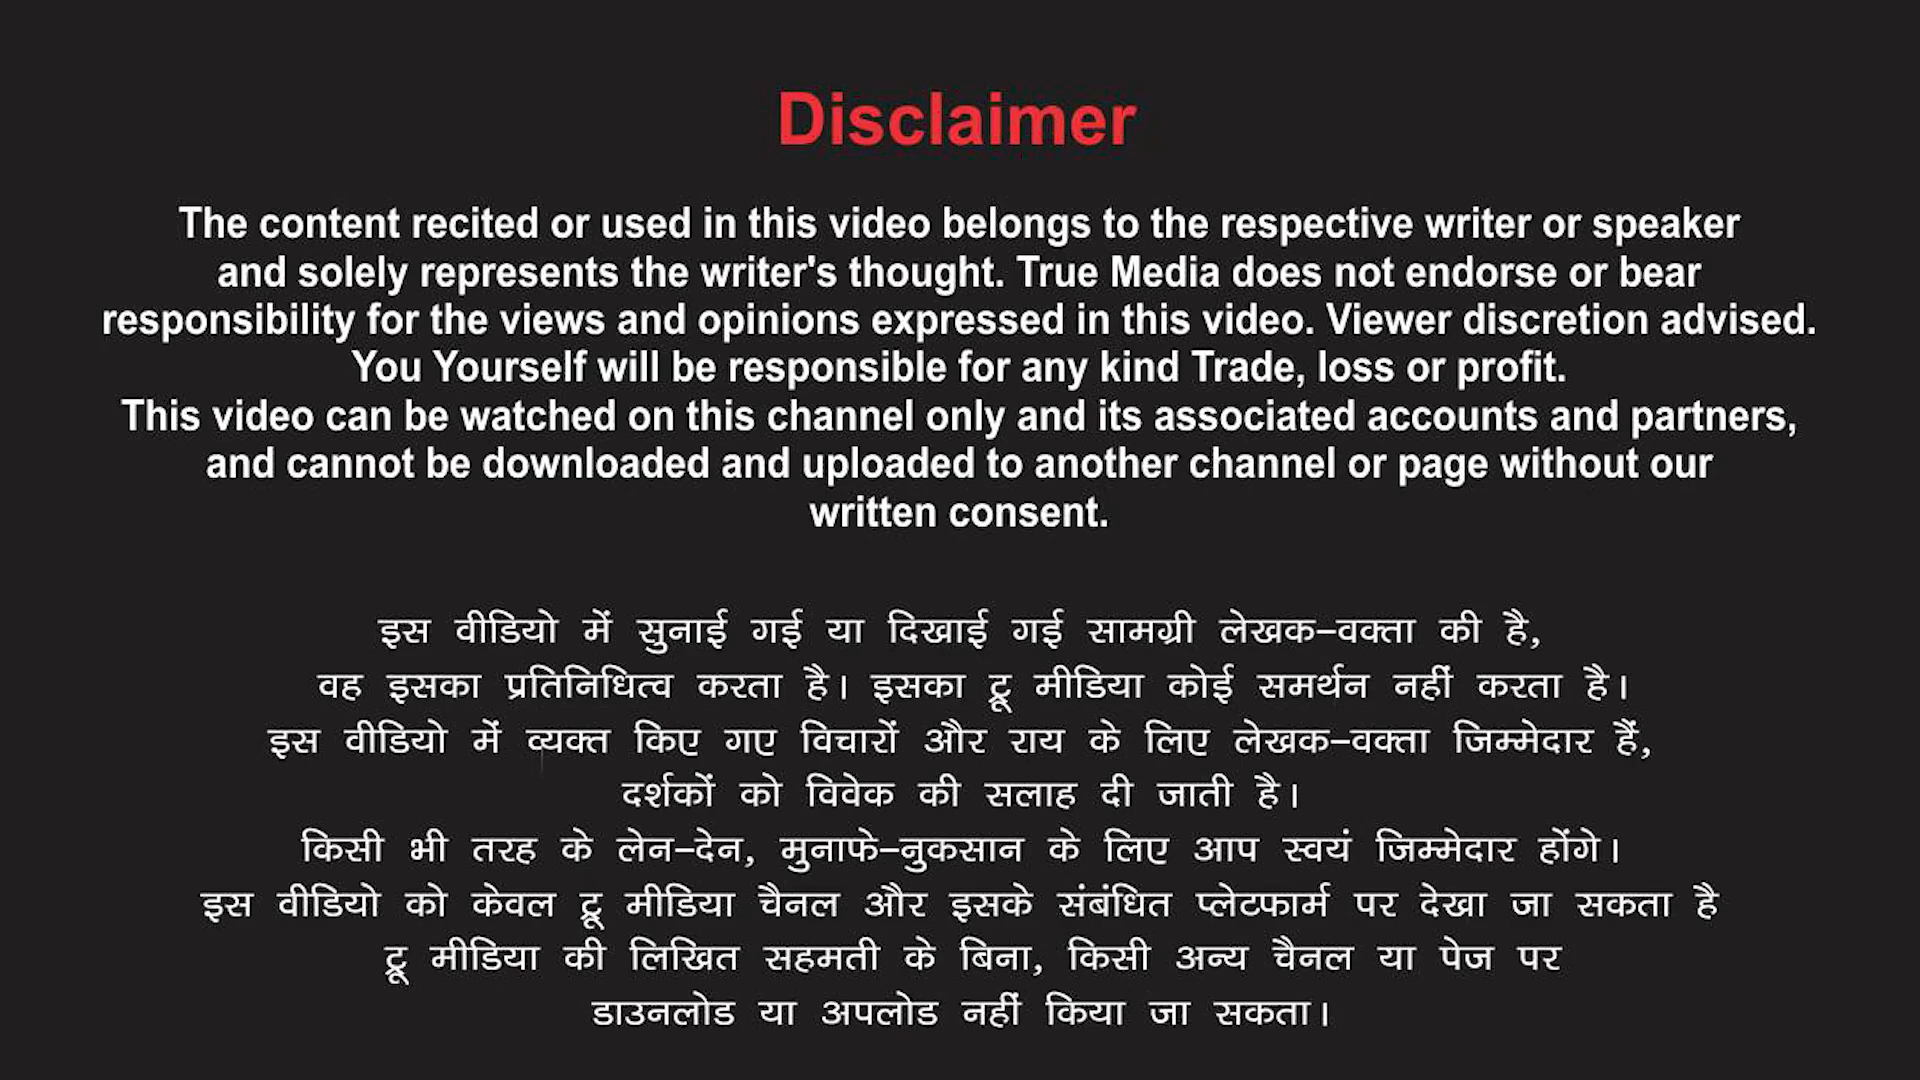 Disclaimer
The content recited or used in this video belongs to the respective writer or speaker
and solely represents the writer's thought. True Media does not endorse or bear
responsibility for the views and opinions expressed in this video. Viewer discretion advised.
You Yourself will be responsible for any kind Trade, loss or profit.
This video can be watched on this channel only and its associated accounts and partners,
and cannot be downloaded and uploaded to another channel or page without our
written consent.
इस वीडियो में सुनाई गई या दिखाई गई सामग्री लेखक–वक्ता की है,
वह इसका प्रतिनिधित्व करता है। इसका ट्रू मीडिया कोई समर्थन नहीं करता है।
इस वीडियो में व्यक्त किए गए विचारों और राय के लिए लेखक–वक्ता जिम्मेदार हैं,
दर्शकों को विवेक की सलाह दी जाती है।
किसी भी तरह के लेन–देन, मुनाफे–नुकसान के लिए आप स्वयं जिम्मेदार होंगे।
इस वीडियो को केवल ट्रू मीडिया चैनल और इसके संबंधित प्लेटफार्म पर देखा जा सकता है
ट्रू मीडिया की लिखित सहमती के बिना, किसी अन्य चैनल या पेज पर
डाउनलोड या अपलोड नहीं किया जा सकता।